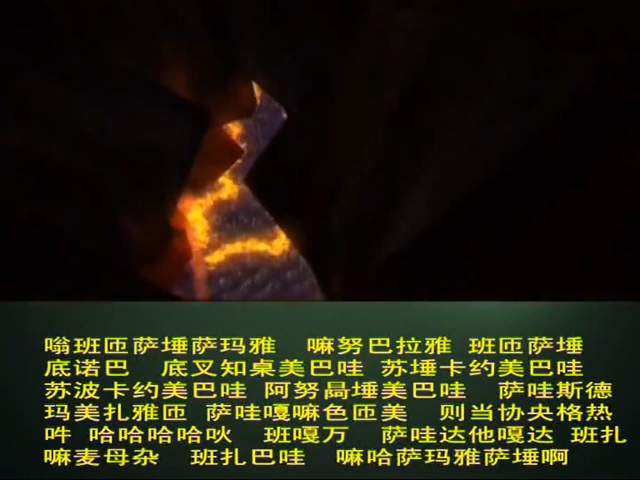 嗡班匝萨埵萨玛雅 嘛努巴拉雅 班匝萨埵
底诺巴 底叉知桌美巴哇 苏埵卡约美巴哇
苏波卡约美巴哇 阿努晶埵美巴哇 萨哇斯德
玛美扎雅匝 萨哇嘎嘛色匝美 则当协央格热
吽 哈哈哈哈吙 班嘎万 萨哇达他嘎达 班扎
嘛麦母杂 班扎巴哇 嘛哈萨玛雅萨埵啊